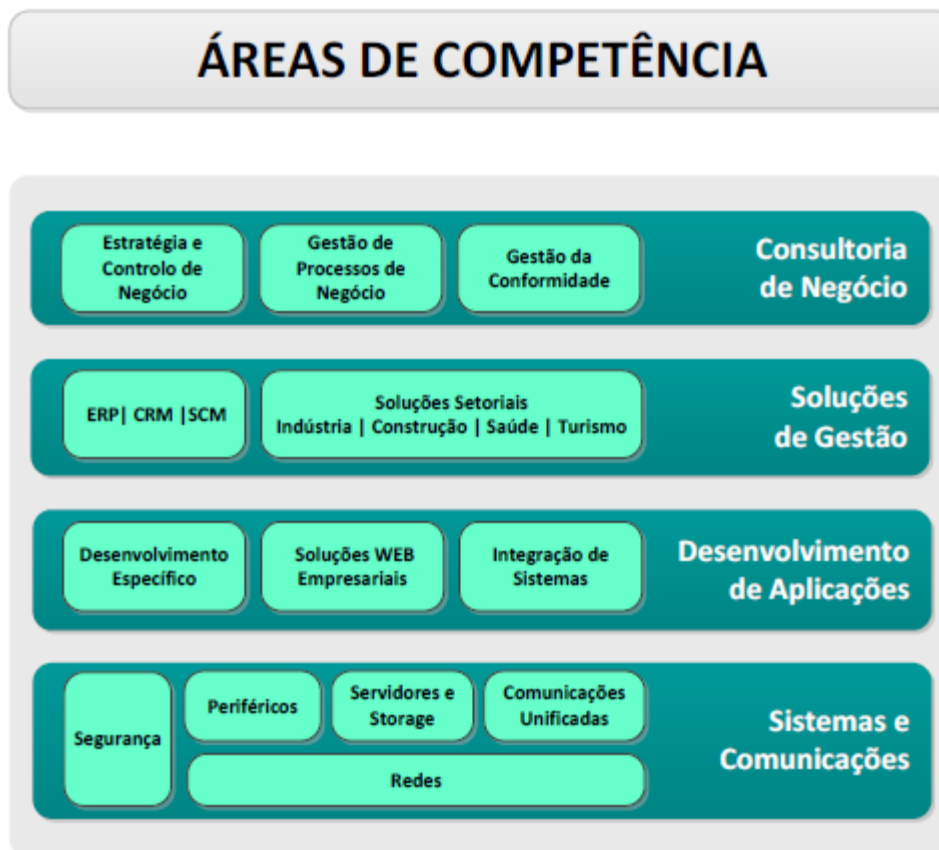 ÁREAS DE COMPETÊNCIA
Estratégia e
Controlo de
Negócio
Gestão de
Processos de
Negócio
Gestão da
Conformidade
Consultoria
de Negócio
ERP| CRM |SCM
Soluções Setoriais
Indústria | Construção | Saúde | Turismo
Soluções
de Gestão
Desenvolvimento
Específico
Soluções WEB
Empresariais
Integração de
Sistemas
Desenvolvimento
de Aplicações
Segurança
Periféricos
Servidores e
Storage
Comunicações
Unificadas
Redes
Sistemas e
Comunicações